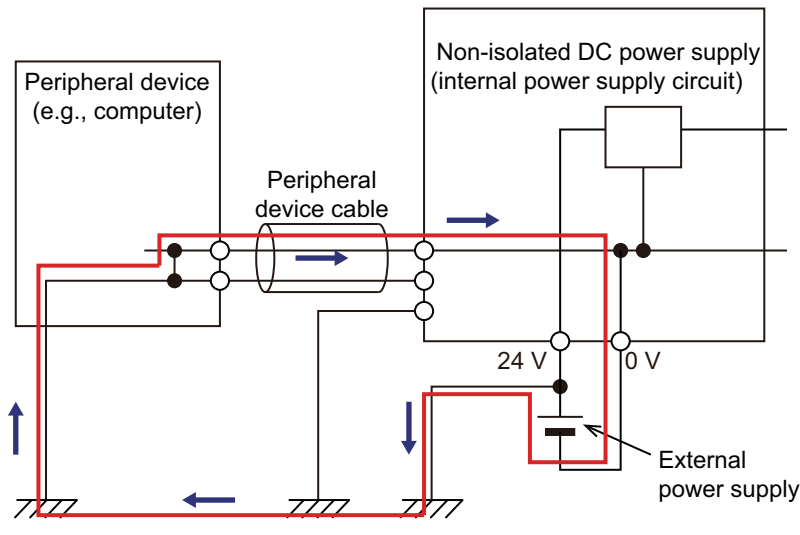 Non-isolated DC power supply
(internal power supply circuit)
Peripheral device
(e.g., computer)
Peripheral
device cable
24 V
0 V
External
power supply